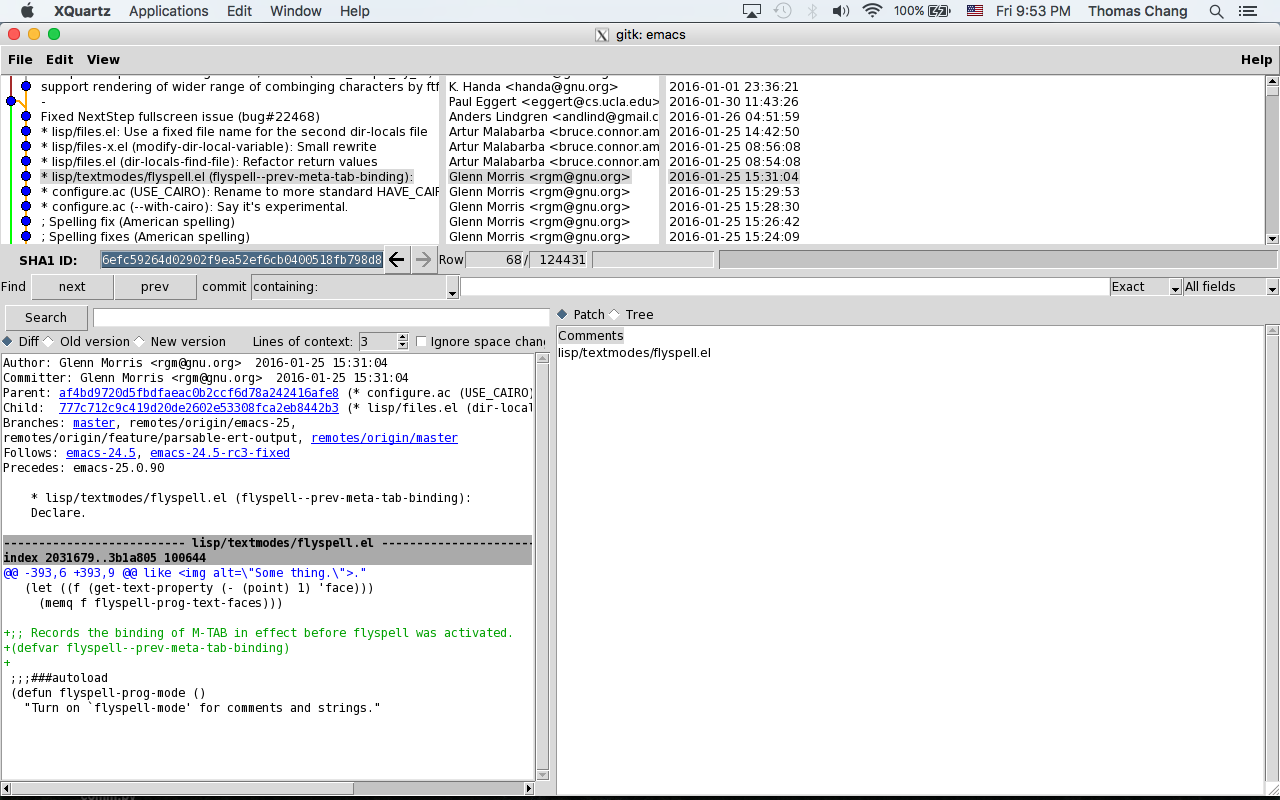 XQuartz Applications Edit Window Help 100% Fri 9:53 PM Thomas Chang
gitk: emacs
File Edit View Help
support rendering of wider range of combinging characters by ftf K. Handa <handa@gnu.org> 2016-01-01 23:36:21
- Paul Eggert <eggert@cs.ucla.edu> 2016-01-30 11:43:26
Fixed NextStep fullscreen issue (bug#22468) Anders Lindgren <andlind@gmail.c 2016-01-26 04:51:59
* lisp/files.el: Use a fixed file name for the second dir-locals file Artur Malabarba <bruce.connor.am 2016-01-25 14:42:50
* lisp/files-x.el (modify-dir-local-variable): Small rewrite Artur Malabarba <bruce.connor.am 2016-01-25 08:56:08
* lisp/files.el (dir-locals-find-file): Refactor return values Artur Malabarba <bruce.connor.am 2016-01-25 08:54:08
* lisp/textmodes/flyspell.el (flyspell--prev-meta-tab-binding): Glenn Morris <rgm@gnu.org> 2016-01-25 15:31:04
* configure.ac (USE_CAIRO): Rename to more standard HAVE_CAIR Glenn Morris <rgm@gnu.org> 2016-01-25 15:29:53
* configure.ac (--with-cairo): Say it's experimental. Glenn Morris <rgm@gnu.org> 2016-01-25 15:28:30
; Spelling fix (American spelling) Glenn Morris <rgm@gnu.org> 2016-01-25 15:26:42
; Spelling fixes (American spelling) Glenn Morris <rgm@gnu.org> 2016-01-25 15:24:09
SHA1 ID: 6efc59264d02902f9ea52ef6cb0400518fb798d8 Row 68 / 124431
Find next prev commit containing: Exact All fields
Search
Patch Tree
Diff Old version New version Lines of context: 3 Ignore space chan
Comments
lisp/textmodes/flyspell.el
Author: Glenn Morris <rgm@gnu.org>  2016-01-25 15:31:04
Committer: Glenn Morris <rgm@gnu.org>  2016-01-25 15:31:04
Parent: af4bd9720d5fbdfaeac0b2ccf6d78a242416afe8 (* configure.ac (USE_CAIRO)
Child:  777c712c9c419d20de2602e53308fca2eb8442b3 (* lisp/files.el (dir-local
Branches: master, remotes/origin/emacs-25,
remotes/origin/feature/parsable-ert-output, remotes/origin/master
Follows: emacs-24.5, emacs-24.5-rc3-fixed
Precedes: emacs-25.0.90
* lisp/textmodes/flyspell.el (flyspell--prev-meta-tab-binding):
Declare.
-------------------------- lisp/textmodes/flyspell.el ----------------------
index 2031679..3b1a805 100644
@@ -393,6 +393,9 @@ like <img alt=\"Some thing.\">."
(let ((f (get-text-property (- (point) 1) 'face)))
(memq f flyspell-prog-text-faces)))
+;; Records the binding of M-TAB in effect before flyspell was activated.
+(defvar flyspell--prev-meta-tab-binding)
+
;;;###autoload
(defun flyspell-prog-mode ()
"Turn on `flyspell-mode' for comments and strings."